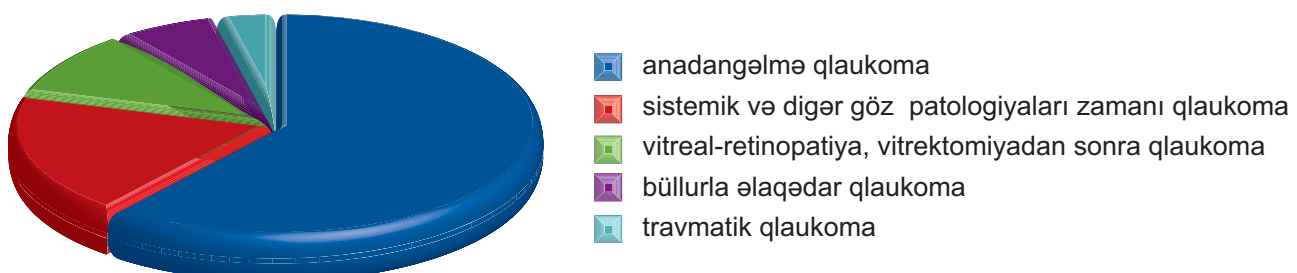 anadangəlmə qlaukoma
sistemik və digər göz patologiyaları zamanı qlaukoma
vitreal-retinopatiya, vitrektomiyadan sonra qlaukoma
büllurla əlaqədar qlaukoma
travmatik qlaukoma